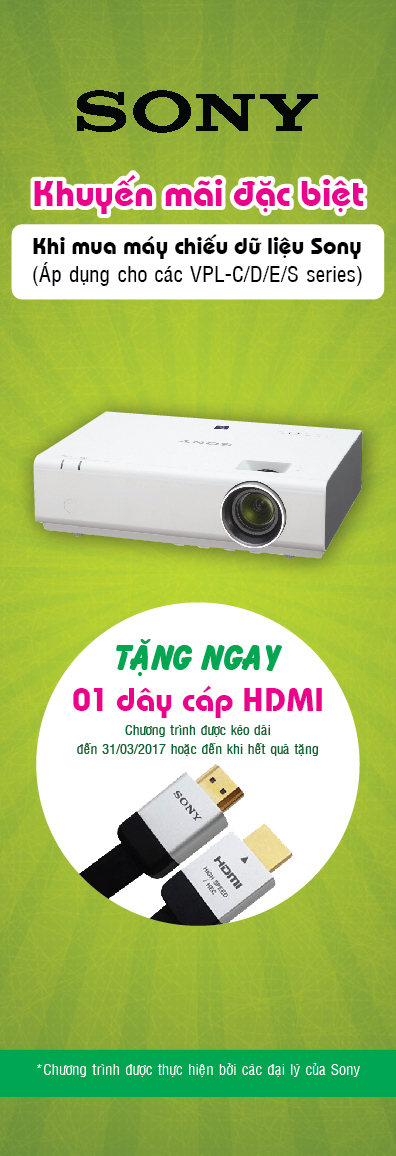 SONY
Khuyến mãi đặc biệt
Khi mua máy chiếu dữ liệu Sony
(Áp dụng cho các VPL-C/D/E/S series)
SONY
TẶNG NGAY
01 dây cáp HDMI
Chương trình được kéo dài
đến 31/03/2017 hoặc đến khi hết quà tặng
SONY
HDMI
HIGH SPEED
*Chương trình được thực hiện bởi các đại lý của Sony